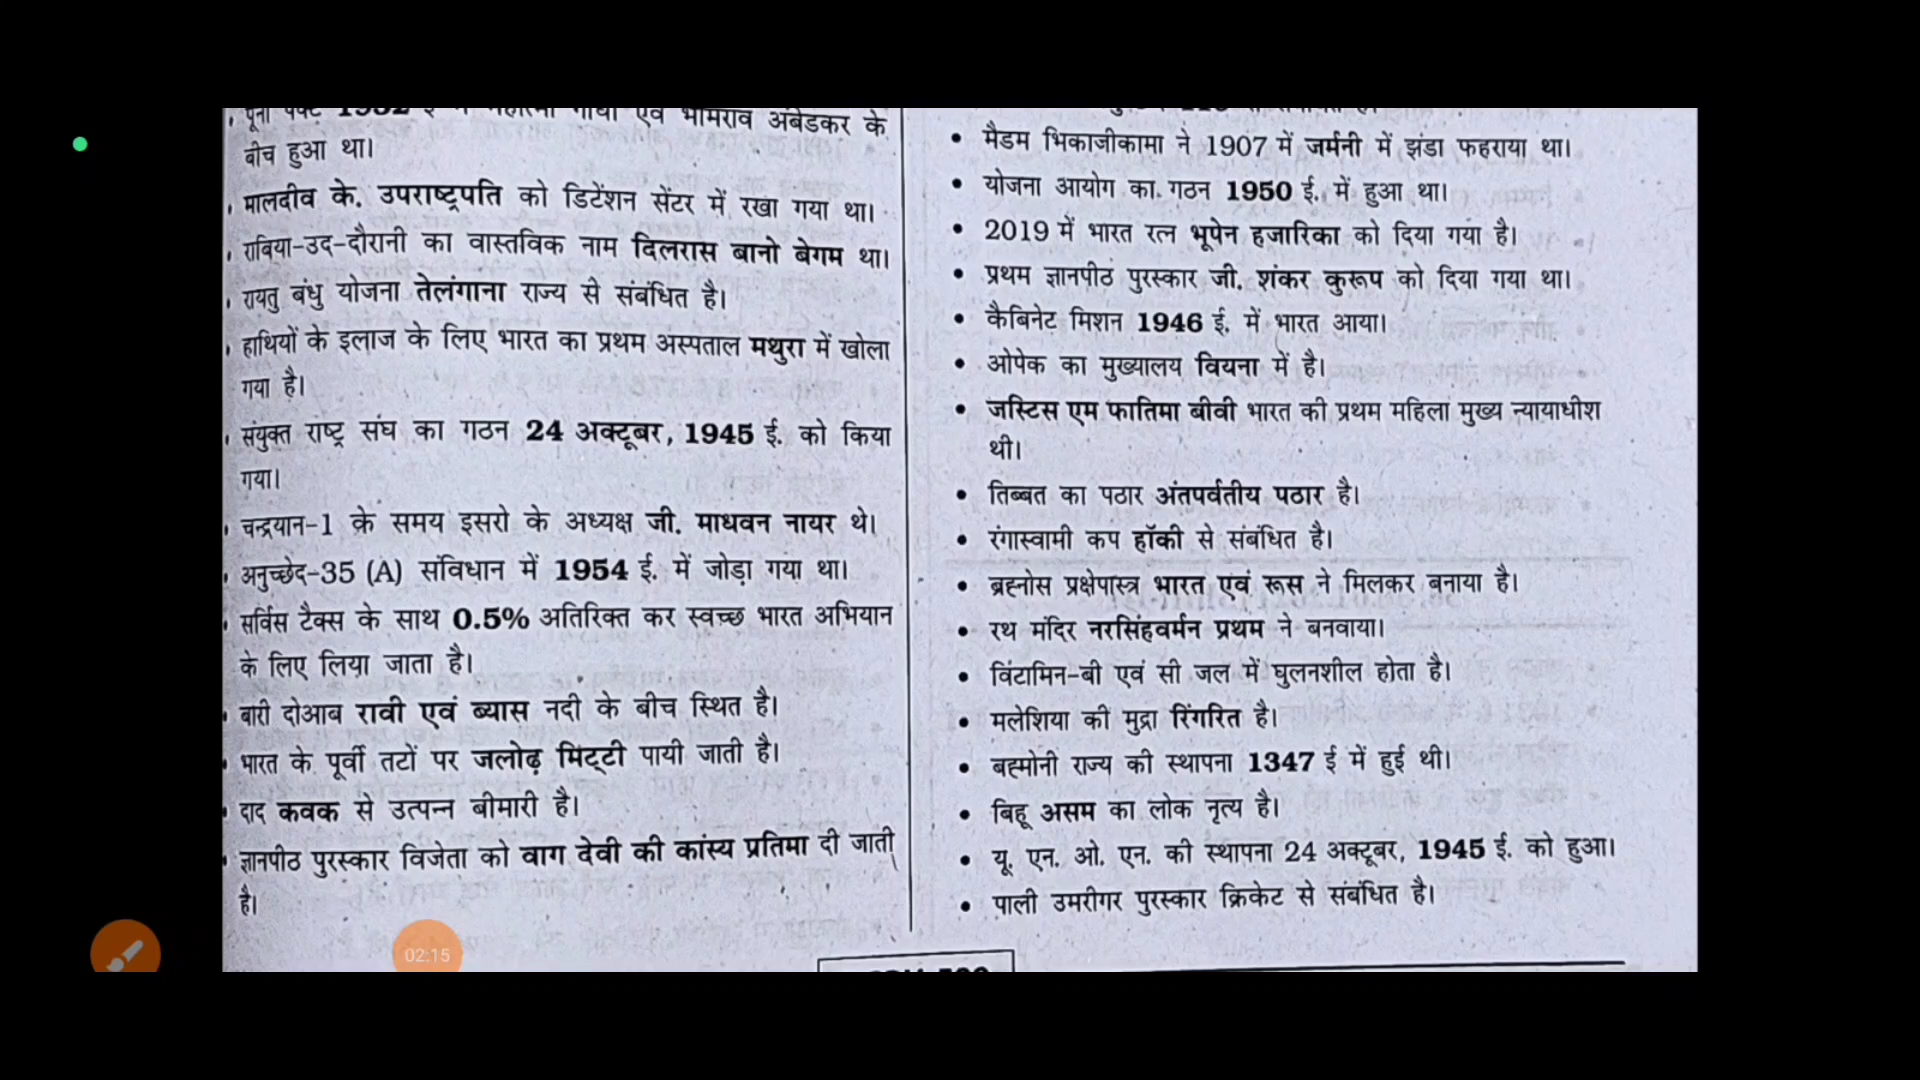 पूना पैक्ट 1932 ई में महात्मा गांधी एवं भीमराव अंबेडकर के
बीच हुआ था।
मालदीव के. उपराष्ट्रपति को डिटेंशन सेंटर में रखा गया था।
राबिया-उद-दौरानी का वास्तविक नाम दिलरास बानो बेगम था।
रायतु बंधु योजना तेलंगाना राज्य से संबंधित है।
हाथियों के इलाज के लिए भारत का प्रथम अस्पताल मथुरा में खोला
गया है।
संयुक्त राष्ट्र संघ का गठन 24 अक्टूबर, 1945 ई. को किया
गया।
चन्द्रयान-1 के समय इसरो के अध्यक्ष जी. माधवन नायर थे।
अनुच्छेद-35 (A) संविधान में 1954 ई. में जोड़ा गया था।
सर्विस टैक्स के साथ 0.5% अतिरिक्त कर स्वच्छ भारत अभियान
के लिए लिया जाता है।
बारी दोआब रावी एवं ब्यास नदी के बीच स्थित है।
भारत के पूर्वी तटों पर जलोढ़ मिट्टी पायी जाती है।
दाद कवक से उत्पन्न बीमारी है।
ज्ञानपीठ पुरस्कार विजेता को वाग देवी की कांस्य प्रतिमा दी जाती
है।
• मैडम भिकाजीकामा ने 1907 में जर्मनी में झंडा फहराया था।
• योजना आयोग का गठन 1950 ई. में हुआ था।
• 2019 में भारत रत्न भूपेन हजारिका को दिया गया है।
• प्रथम ज्ञानपीठ पुरस्कार जी. शंकर कुरूप को दिया गया था।
• कैबिनेट मिशन 1946 ई. में भारत आया।
• ओपेक का मुख्यालय वियना में है।
• जस्टिस एम फातिमा बीवी भारत की प्रथम महिला मुख्य न्यायाधीश
थी।
• तिब्बत का पठार अंतपर्वतीय पठार है।
• रंगास्वामी कप हॉकी से संबंधित है।
• ब्रह्नोस प्रक्षेपास्त्र भारत एवं रूस ने मिलकर बनाया है।
• रथ मंदिर नरसिंहवर्मन प्रथम ने बनवाया।
• विटामिन-बी एवं सी जल में घुलनशील होता है।
• मलेशिया की मुद्रा रिंगरित है।
• बह्मोनी राज्य की स्थापना 1347 ई में हुई थी।
• बिहू असम का लोक नृत्य है।
• यू. एन. ओ. एन. की स्थापना 24 अक्टूबर, 1945 ई. को हुआ।
• पाली उमरीगर पुरस्कार क्रिकेट से संबंधित है।
02:15